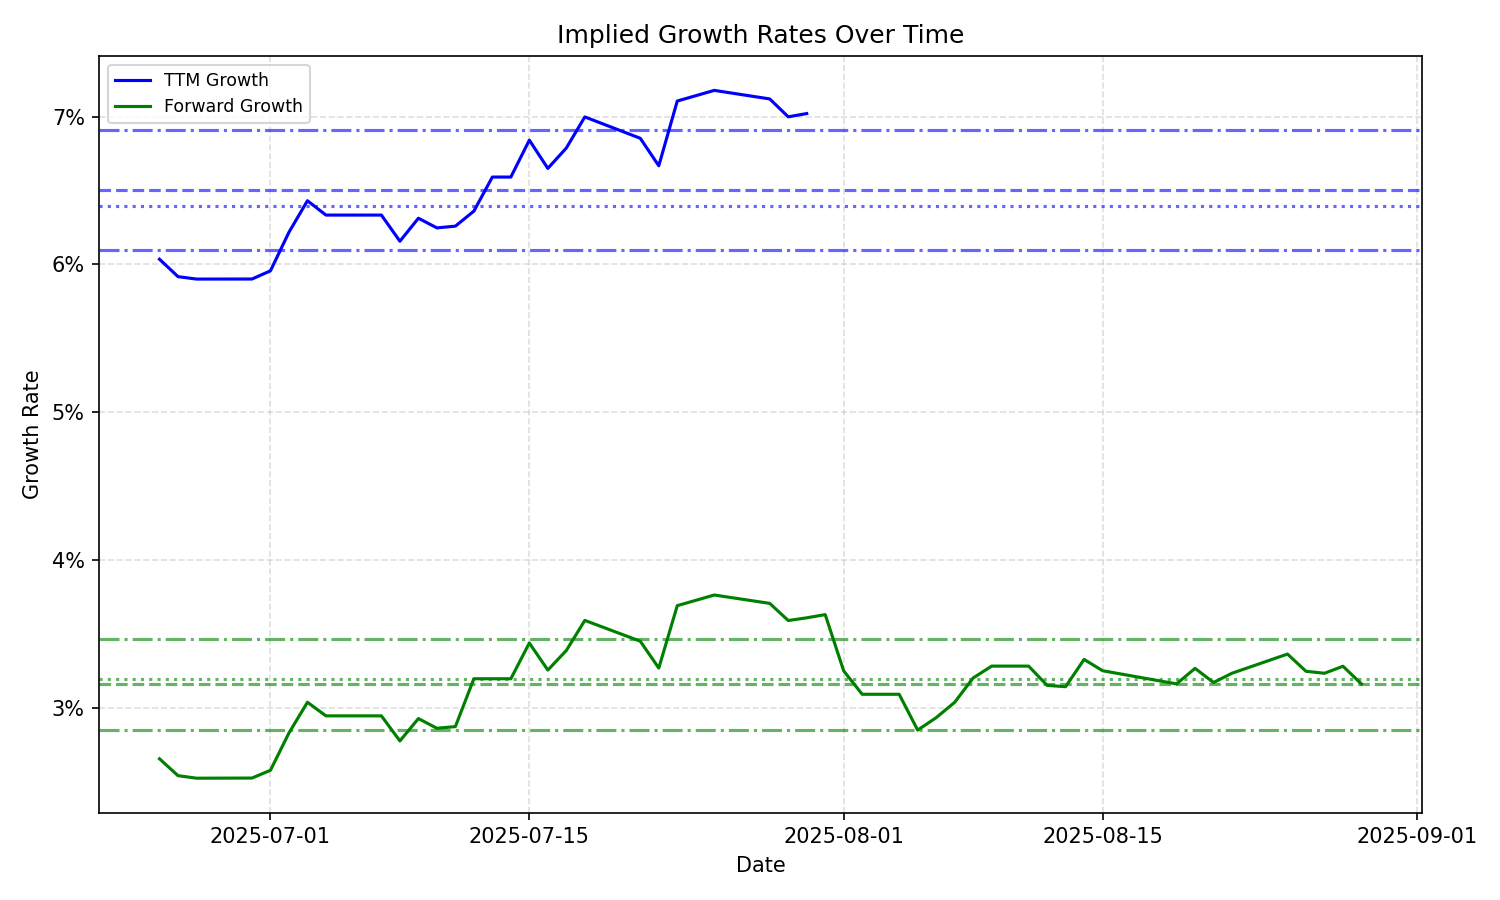 Implied Growth Rates Over Time
TTM Growth
Forward Growth
7%
6%
5%
4%
3%
Growth Rate
2025-07-01
2025-07-15
2025-08-01
2025-08-15
2025-09-01
Date